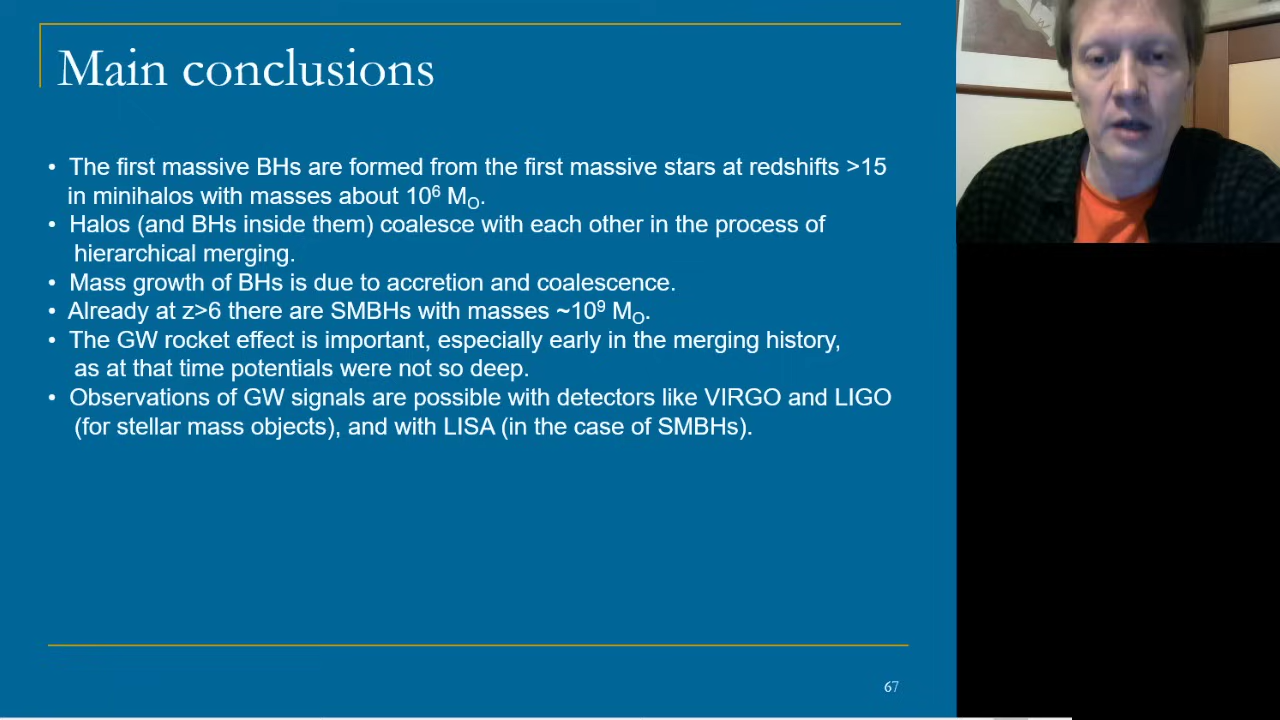 Main conclusions
• The first massive BHs are formed from the first massive stars at redshifts >15
in minihalos with masses about 10⁶ M_O.
• Halos (and BHs inside them) coalesce with each other in the process of
hierarchical merging.
• Mass growth of BHs is due to accretion and coalescence.
• Already at z>6 there are SMBHs with masses ~10⁹ M_O.
• The GW rocket effect is important, especially early in the merging history,
as at that time potentials were not so deep.
• Observations of GW signals are possible with detectors like VIRGO and LIGO
(for stellar mass objects), and with LISA (in the case of SMBHs).
67